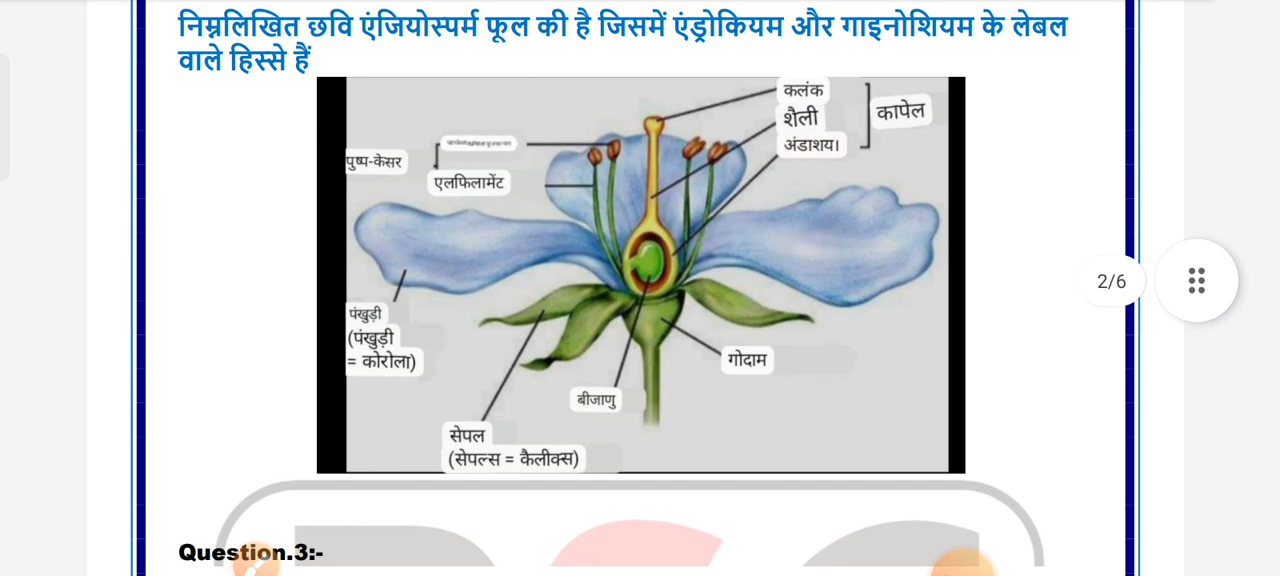 निम्नलिखित छवि एंजियोस्पर्म फूल की है जिसमें एंड्रोकियम और गाइनोशियम के लेबल
वाले हिस्से हैं
कलंक
शैली
अंडाशय।
कापेल
पुष्प-केसर
एलफिलामेंट
पंखुड़ी
(पंखुड़ी
= कोरोला)
गोदाम
बीजाणु
सेपल
(सेपल्स = कैलीक्स)
2/6
Question.3:-